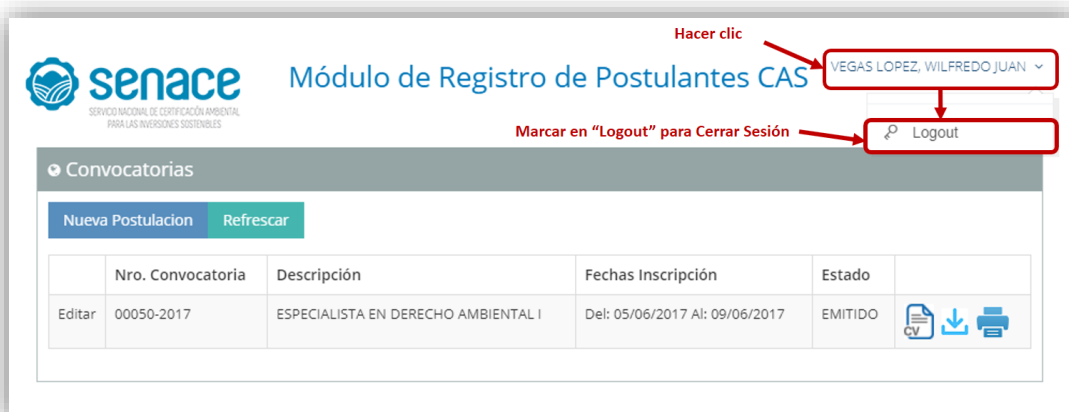 Hacer clic
senace
SERVICIO NACIONAL DE CERTIFICACIÓN AMBIENTAL
PARA LAS INVERSIONES SOSTENIBLES
Módulo de Registro de Postulantes CAS
VEGAS LOPEZ, WILFREDO JUAN
Marcar en “Logout” para Cerrar Sesión
Logout
Convocatorias
Nueva Postulacion Refrescar
Nro. Convocatoria Descripción Fechas Inscripción Estado
Editar 00050-2017 ESPECIALISTA EN DERECHO AMBIENTAL I Del: 05/06/2017 Al: 09/06/2017 EMITIDO CV